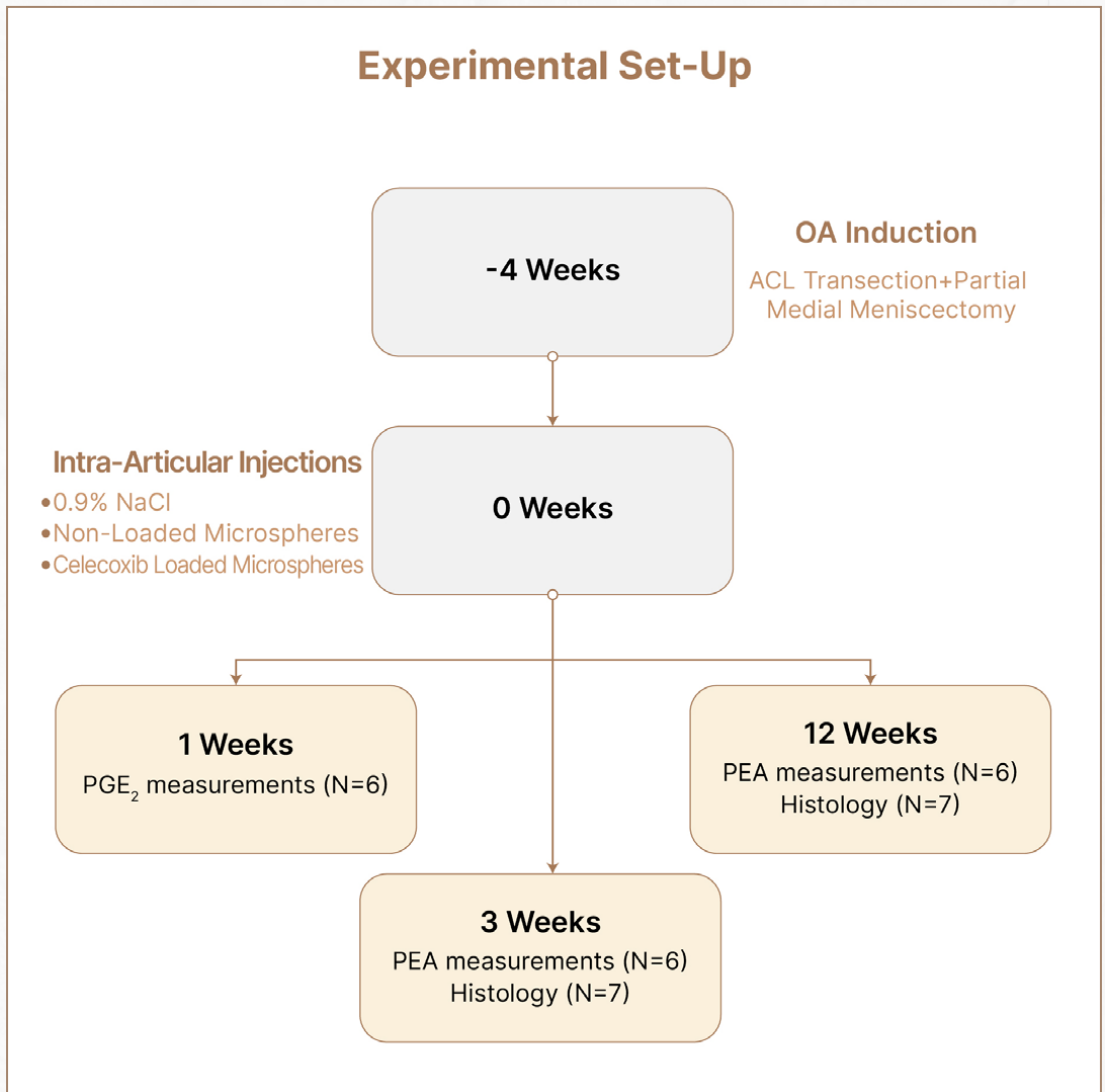 Experimental Set-Up
-4 Weeks
OA Induction
ACL Transection+Partial
Medial Meniscectomy
Intra-Articular Injections
•0.9% NaCl
•Non-Loaded Microspheres
•Celecoxib Loaded Microspheres
0 Weeks
1 Weeks
PGE₂ measurements (N=6)
12 Weeks
PEA measurements (N=6)
Histology (N=7)
3 Weeks
PEA measurements (N=6)
Histology (N=7)